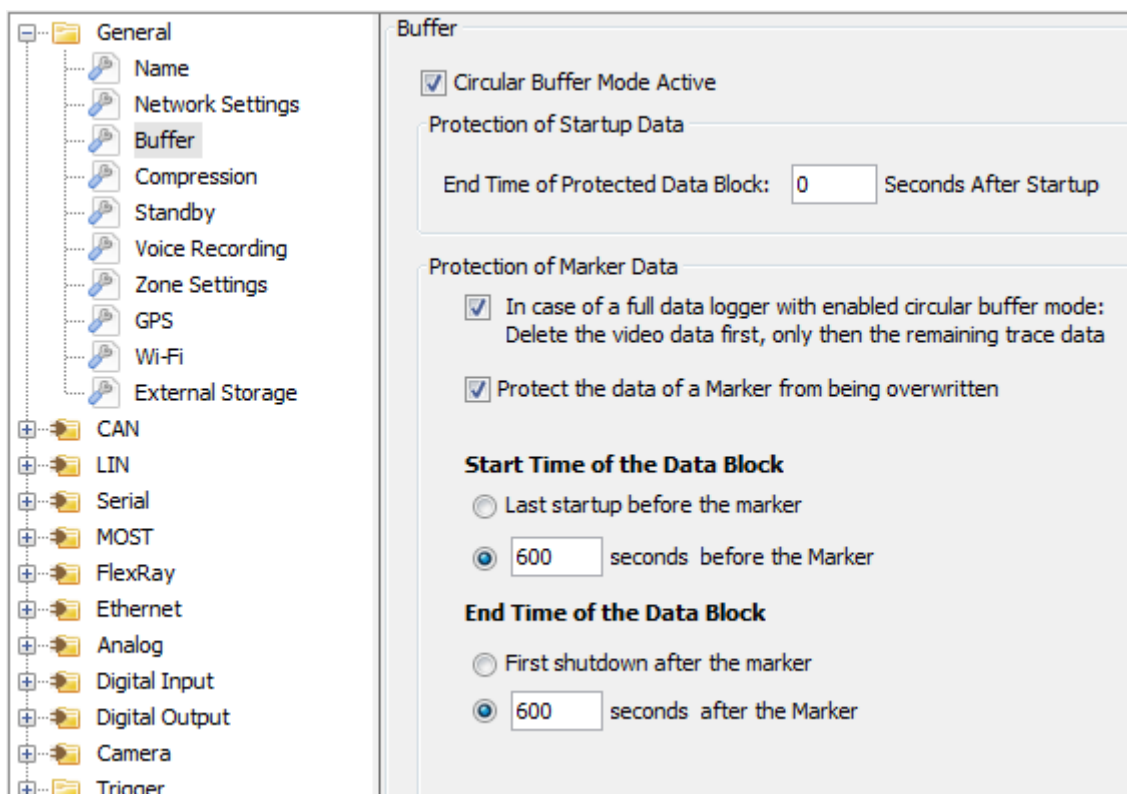 General
Name
Network Settings
Buffer
Compression
Standby
Voice Recording
Zone Settings
GPS
Wi-Fi
External Storage
CAN
LIN
Serial
MOST
FlexRay
Ethernet
Analog
Digital Input
Digital Output
Camera
Trigger
Buffer
Circular Buffer Mode Active
Protection of Startup Data
End Time of Protected Data Block: 0 Seconds After Startup
Protection of Marker Data
In case of a full data logger with enabled circular buffer mode:
Delete the video data first, only then the remaining trace data
Protect the data of a Marker from being overwritten
Start Time of the Data Block
Last startup before the marker
600 seconds before the Marker
End Time of the Data Block
First shutdown after the marker
600 seconds after the Marker